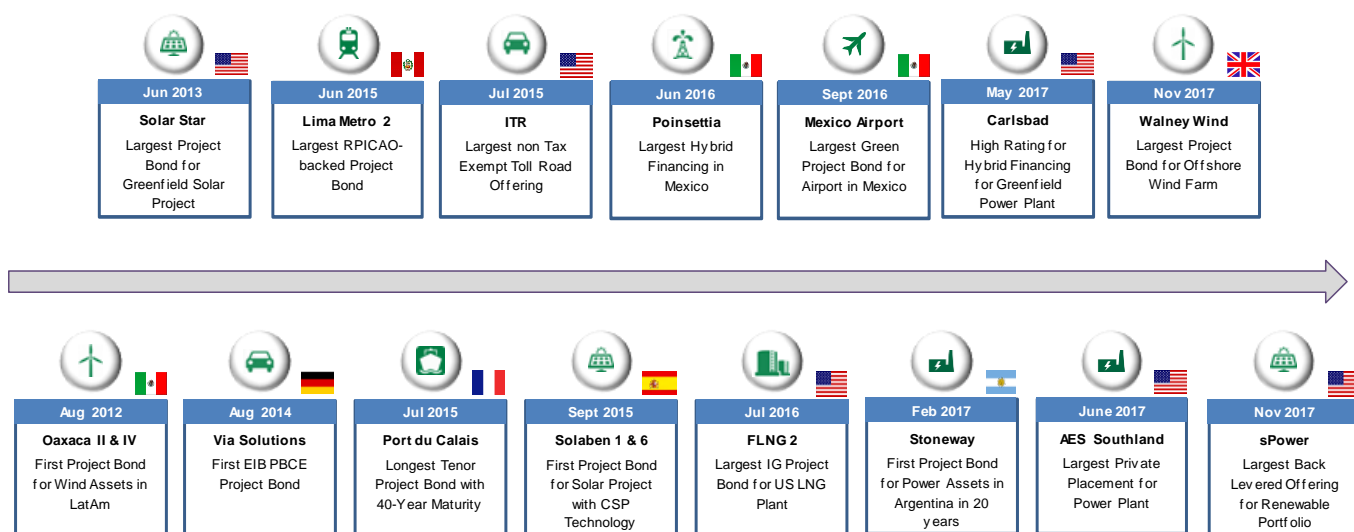 Jun 2013
Solar Star
Largest Project
Bond for
Greenfield Solar
Project
Jun 2015
Lima Metro 2
Largest RPICAO-
backed Project
Bond
Jul 2015
ITR
Largest non Tax
Exempt Toll Road
Offering
Jun 2016
Poinsettia
Largest Hybrid
Financing in
Mexico
Sept 2016
Mexico Airport
Largest Green
Project Bond for
Airport in Mexico
May 2017
Carlsbad
High Rating for
Hybrid Financing
for Greenfield
Power Plant
Nov 2017
Walney Wind
Largest Project
Bond for Offshore
Wind Farm
Aug 2012
Oaxaca II & IV
First Project Bond
for Wind Assets in
LatAm
Aug 2014
Via Solutions
First EIB PBCE
Project Bond
Jul 2015
Port du Calais
Longest Tenor
Project Bond with
40-Year Maturity
Sept 2015
Solaben 1 & 6
First Project Bond
for Solar Project
with CSP
Technology
Jul 2016
FLNG 2
Largest IG Project
Bond for US LNG
Plant
Feb 2017
Stoneway
First Project Bond
for Power Assets in
Argentina in 20
years
June 2017
AES Southland
Largest Private
Placement for
Power Plant
Nov 2017
sPower
Largest Back
Levered Offering
for Renewable
Portfolio